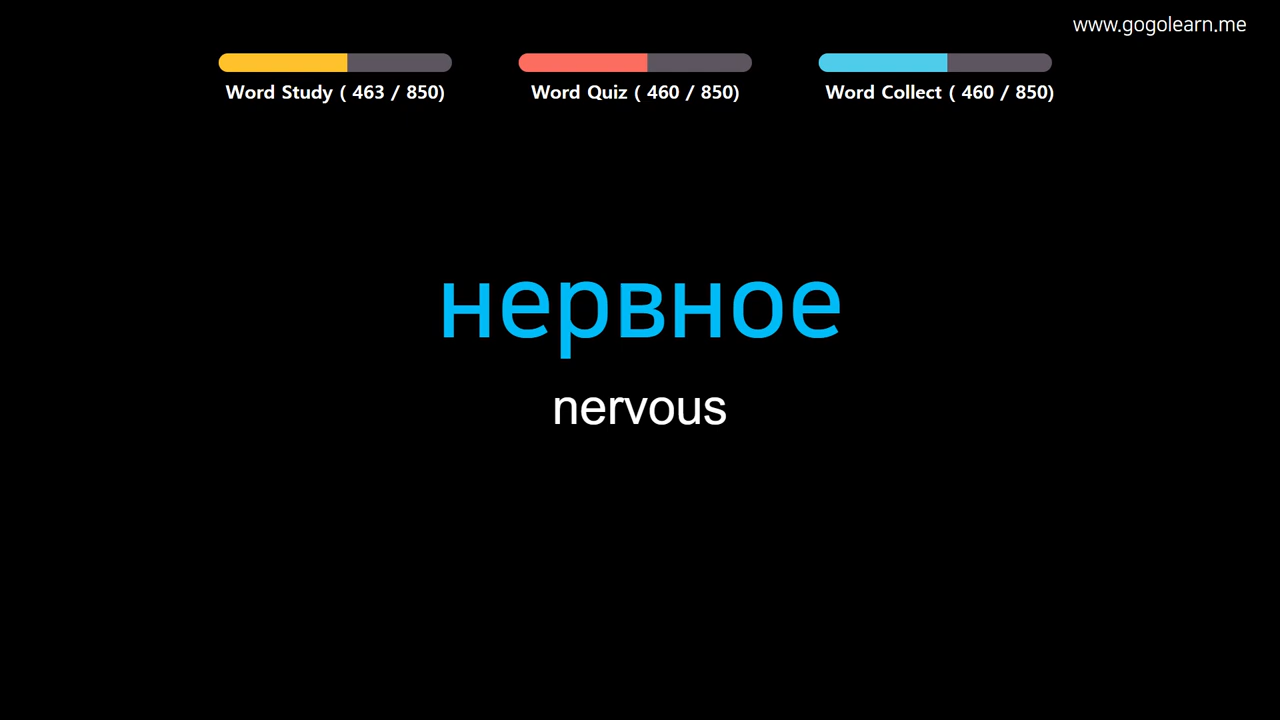 www.gogolearn.me
Word Study ( 463 / 850)
Word Quiz ( 460 / 850)
Word Collect ( 460 / 850)
нервное
nervous